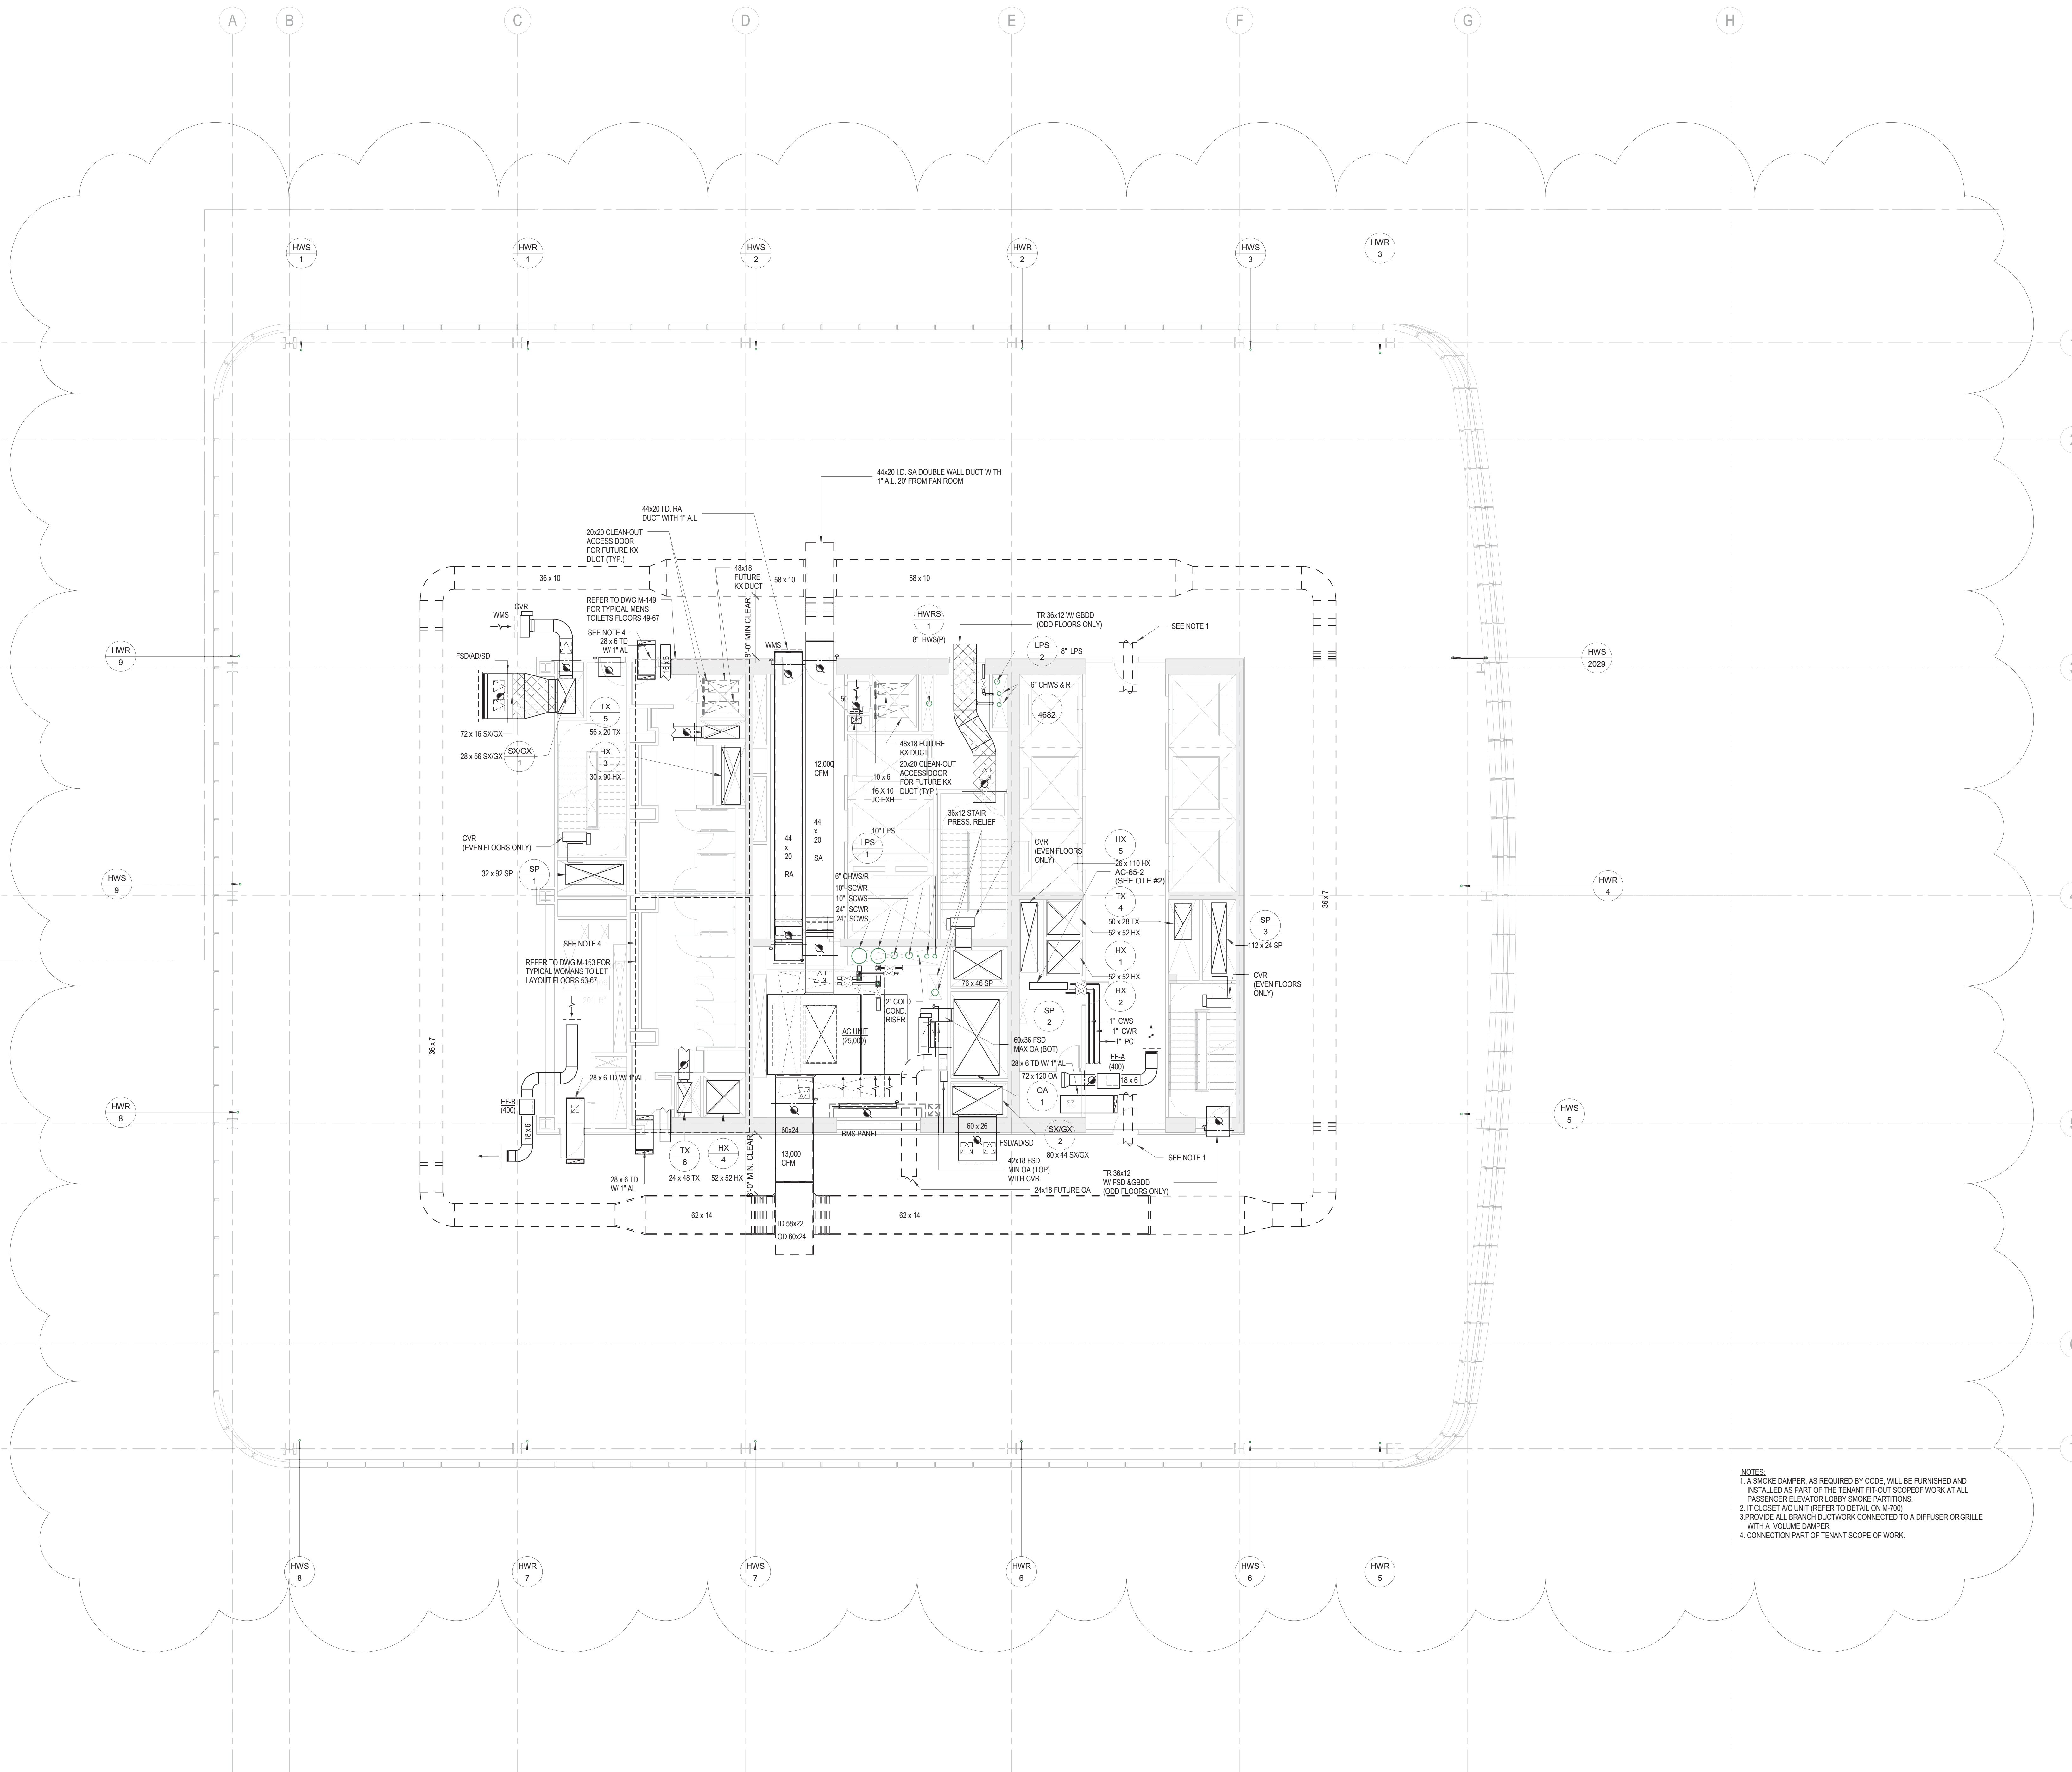 A
B
C
D
E
F
G
H
HWS
1
HWR
1
HWS
2
HWR
2
HWS
3
HWR
3
44x20 I.D. SA DOUBLE WALL DUCT WITH
1" A.L. 20' FROM FAN ROOM
44x20 I.D. RA
DUCT WITH 1" A.L
20x20 CLEAN-OUT
ACCESS DOOR
FOR FUTURE KX
DUCT (TYP.)
48x18
FUTURE
KX DUCT
36 x 10
58 x 10
58 x 10
REFER TO DWG M-149
FOR TYPICAL MENS
TOILETS FLOORS 49-67
CVR
WMS
SEE NOTE 4
28 x 6 TD
W/ 1" AL
16 x 6
8'-0" MIN CLEAR
WMS
HWRS
1
8" HWS(P)
TR 36x12 W/ GBDD
(ODD FLOORS ONLY)
SEE NOTE 1
LPS
2
8" LPS
6" CHWS & R
4682
HWR
9
FSD/AD/SD
HWS
2029
TX
5
56 x 20 TX
72 x 16 SX/GX
28 x 56 SX/GX
SX/GX
1
HX
3
30 x 90 HX
50
48x18 FUTURE
KX DUCT
20x20 CLEAN-OUT
ACCESS DOOR
FOR FUTURE KX
DUCT (TYP.)
10 x 6
16 X 10
JC EXH
12,000
CFM
44
x
20
SA
44
x
20
RA
36x12 STAIR
PRESS. RELIEF
10" LPS
LPS
1
CVR
(EVEN FLOORS
ONLY)
CVR
(EVEN FLOORS ONLY)
HX
5
26 x 110 HX
AC-65-2
(SEE OTE #2)
SP
1
32 x 92 SP
6" CHWS/R
10" SCWR
10" SCWS
24" SCWR
24" SCWS
TX
4
50 x 28 TX
52 x 52 HX
HX
1
52 x 52 HX
HX
2
SP
3
112 x 24 SP
CVR
(EVEN FLOORS
ONLY)
36 x 7
HWS
9
HWR
4
SEE NOTE 4
REFER TO DWG M-153 FOR
TYPICAL WOMANS TOILET
LAYOUT FLOORS 53-67
76 x 46 SP
2" COLD
COND.
RISER
SP
2
1" CWS
1" CWR
1" PC
AC UNIT
(25,000)
60x36 FSD
MAX OA (BOT)
36 x 7
28 x 6 TD W/ 1" AL
EF-A
(400)
72 x 120 OA
18 x 6
28 x 6 TD W/ 1" AL
OA
1
EF-B
(400)
HWR
8
HWS
5
18 x 6
60x24
BMS PANEL
60 x 26
FSD/AD/SD
SX/GX
2
80 x 44 SX/GX
TX
6
24 x 48 TX
HX
4
52 x 52 HX
8'-0" MIN. CLEAR
13,000
CFM
42x18 FSD
MIN OA (TOP)
WITH CVR
SEE NOTE 1
TR 36x12
W/ FSD &GBDD
(ODD FLOORS ONLY)
24x18 FUTURE OA
28 x 6 TD
W/ 1" AL
62 x 14
62 x 14
ID 58x22
OD 60x24
NOTES:
1. A SMOKE DAMPER, AS REQUIRED BY CODE, WILL BE FURNISHED AND
INSTALLED AS PART OF THE TENANT FIT-OUT SCOPEOF WORK AT ALL
PASSENGER ELEVATOR LOBBY SMOKE PARTITIONS.
2. IT CLOSET A/C UNIT (REFER TO DETAIL ON M-700)
3.PROVIDE ALL BRANCH DUCTWORK CONNECTED TO A DIFFUSER ORGRILLE
WITH A VOLUME DAMPER
4. CONNECTION PART OF TENANT SCOPE OF WORK.
HWS
8
HWR
7
HWS
7
HWR
6
HWS
6
HWR
5